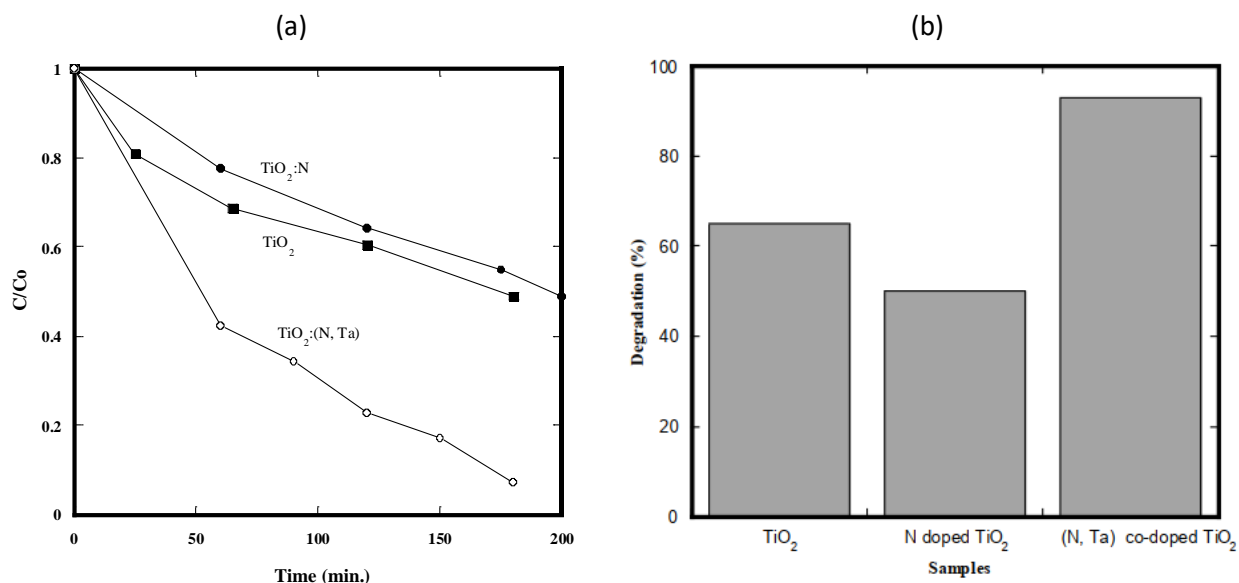 (a)
1
0.8
0.6
0.4
0.2
0
C/Co
TiO2:N
TiO2
TiO2:(N, Ta)
0 50 100 150 200
Time (min.)
(b)
100
80
60
40
20
0
Degradation (%)
TiO2 N doped TiO2 (N, Ta) co-doped TiO2
Samples